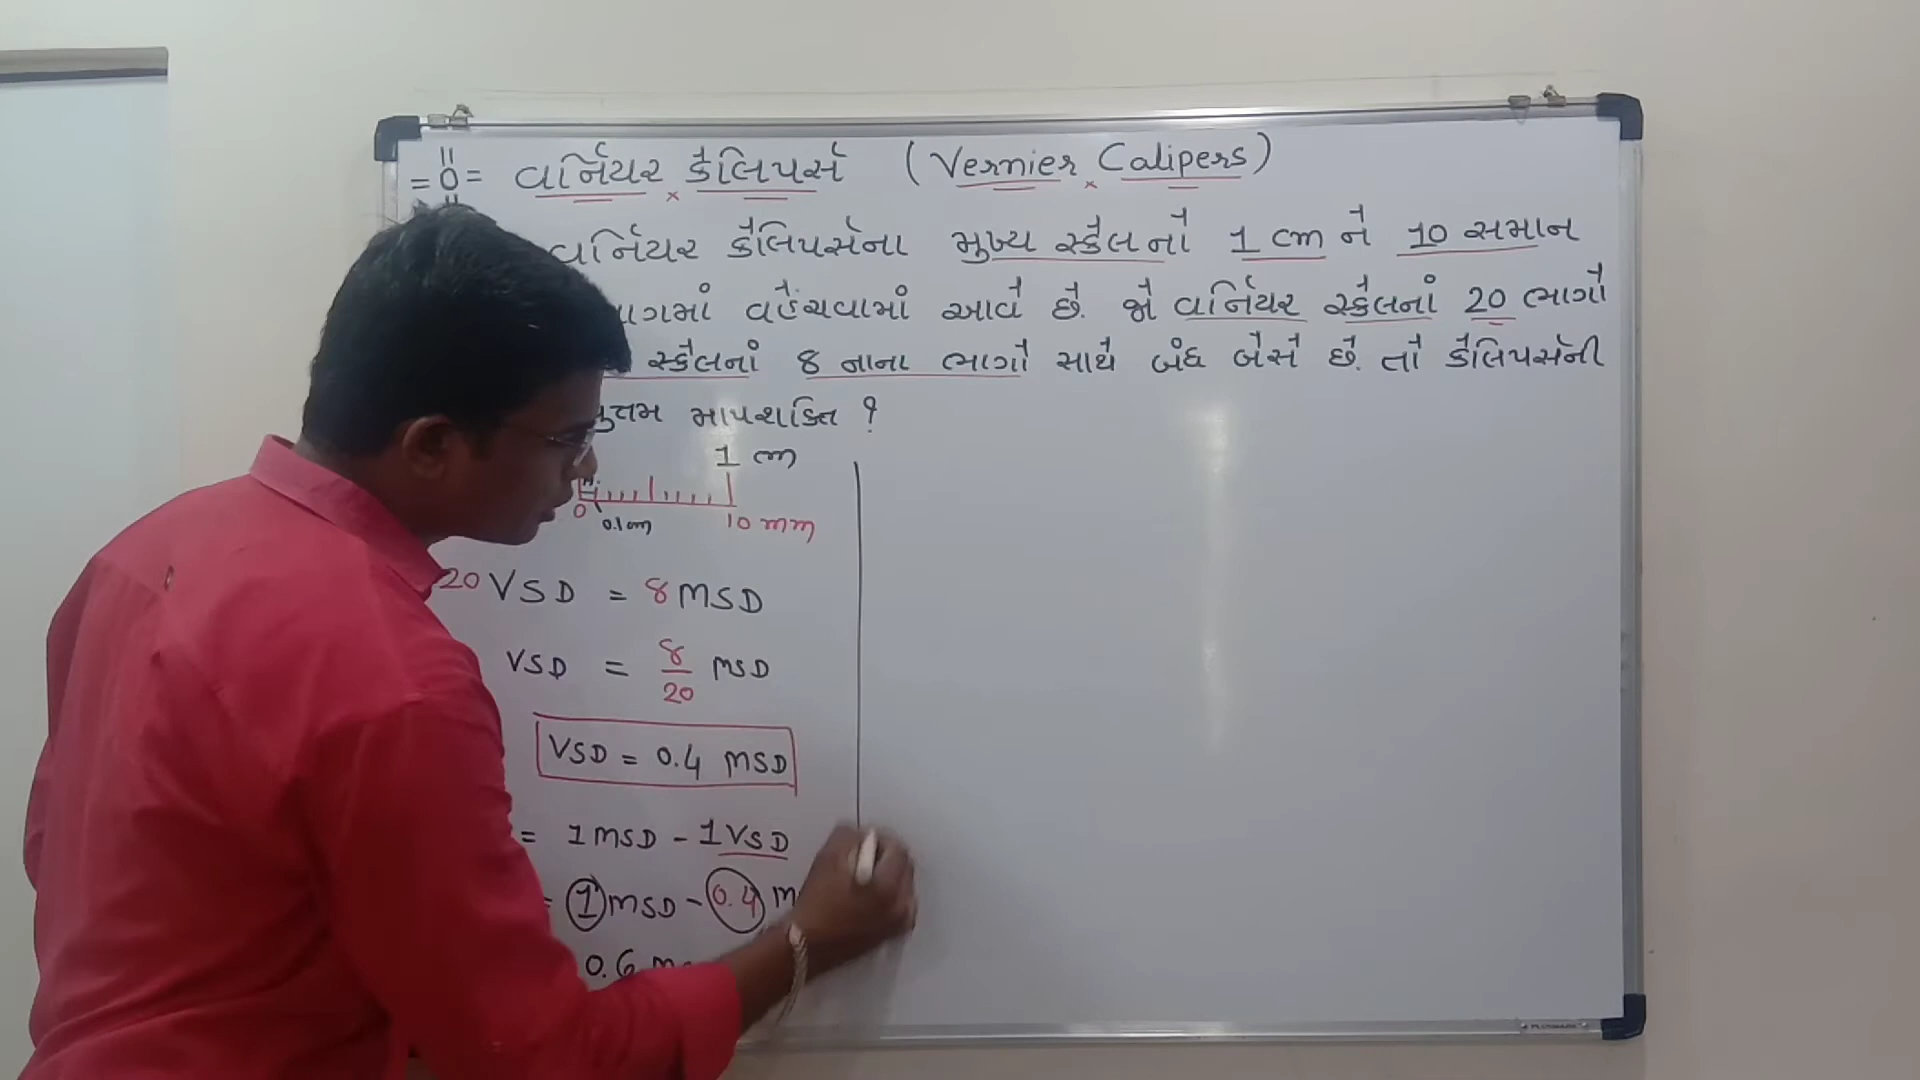 વર્નિયર કૅલિપર્સ (Vernier Calipers)
વર્નિયર કૅલિપર્સના મુખ્ય સ્કેલનાં 1 cm ને 10 સમાન
વહેંચવામાં આવે છે. જો વર્નિયર સ્કેલનાં 20 ભાગો
સ્કેલનાં 8 નાના ભાગો સાથે બંધ બેસે છે. તો કૅલિપર્સની
માપશક્તિ ?
1 cm
0 0.1cm 10 mm
20 VSD = 8 MSD
VSD = 8/20 MSD
VSD = 0.4 MSD
= 1 MSD - 1 VSD
= 1 MSD - 0.4
0.6